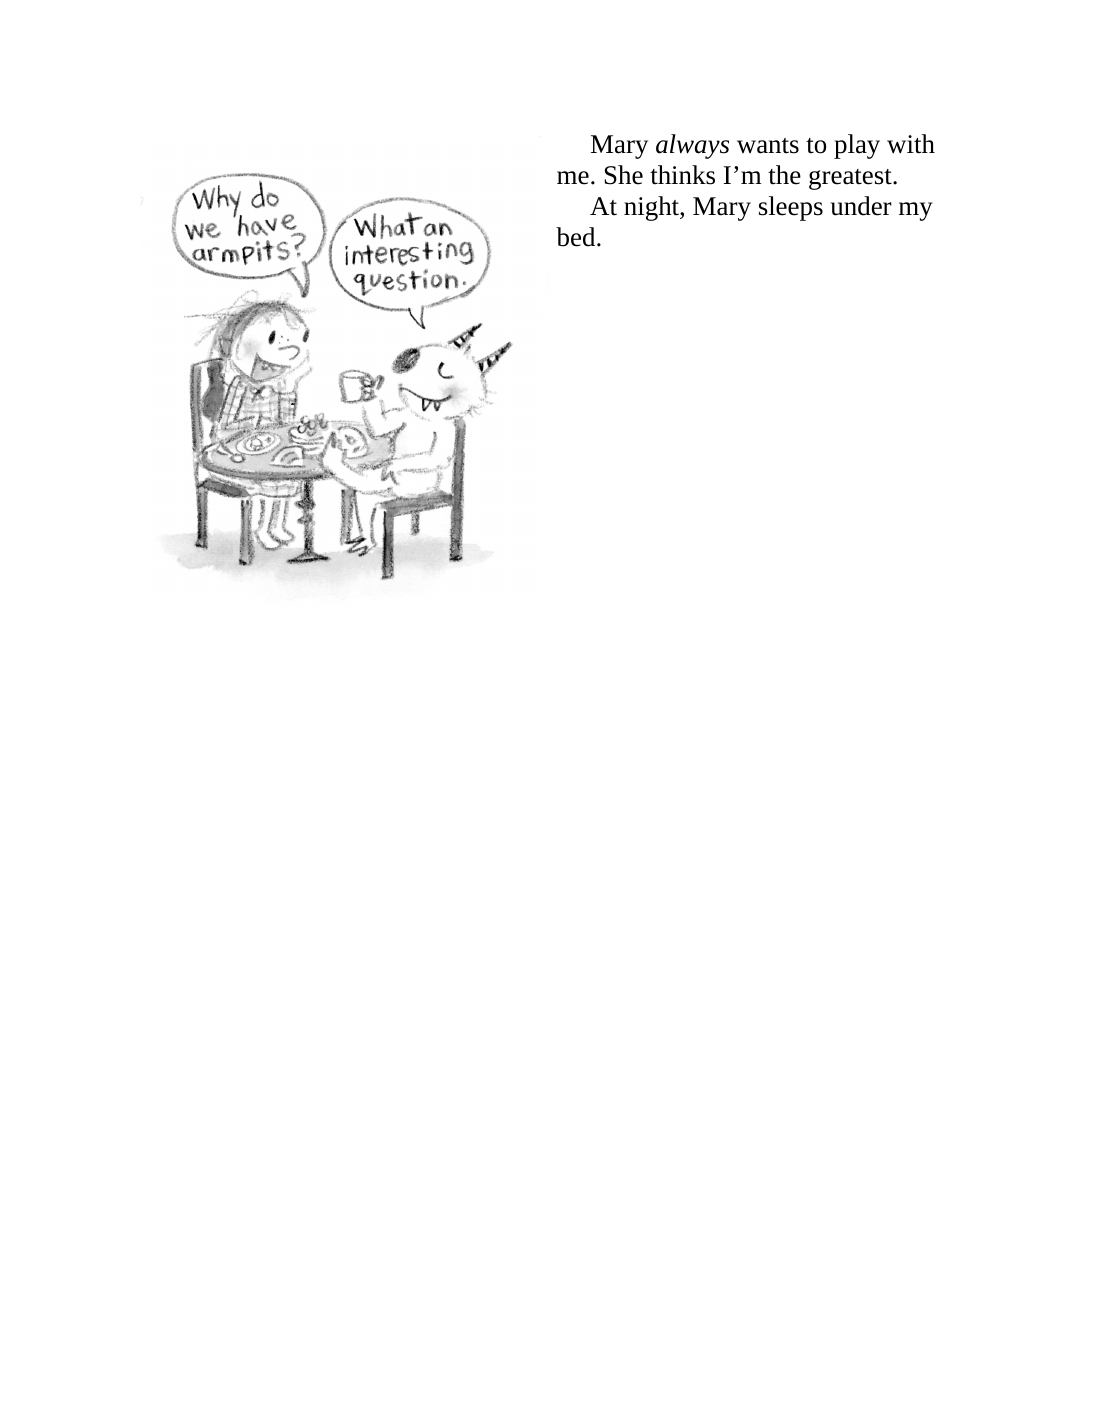 Why do
we have
armpits?
What an
interesting
question.
Mary always wants to play with
me. She thinks I’m the greatest.
At night, Mary sleeps under my
bed.